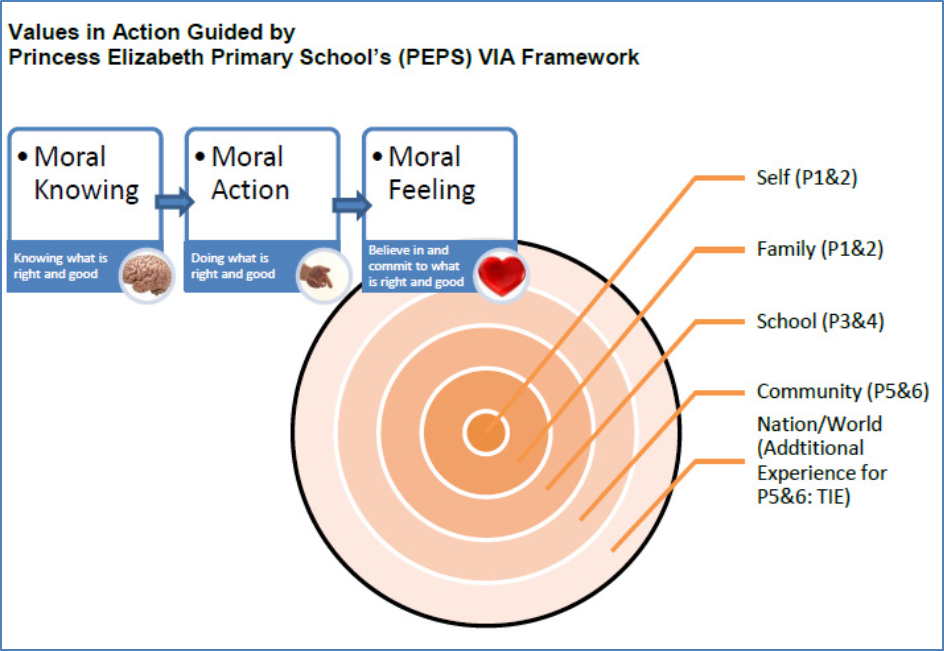 Values in Action Guided by
Princess Elizabeth Primary School's (PEPS) VIA Framework
• Moral
Knowing
Knowing what is
right and good
• Moral
Action
Doing what is
right and good
• Moral
Feeling
Believe in and
commit to what
is right and good
Self (P1&2)
Family (P1&2)
School (P3&4)
Community (P5&6)
Nation/World
(Addtitional
Experience for
P5&6: TIE)